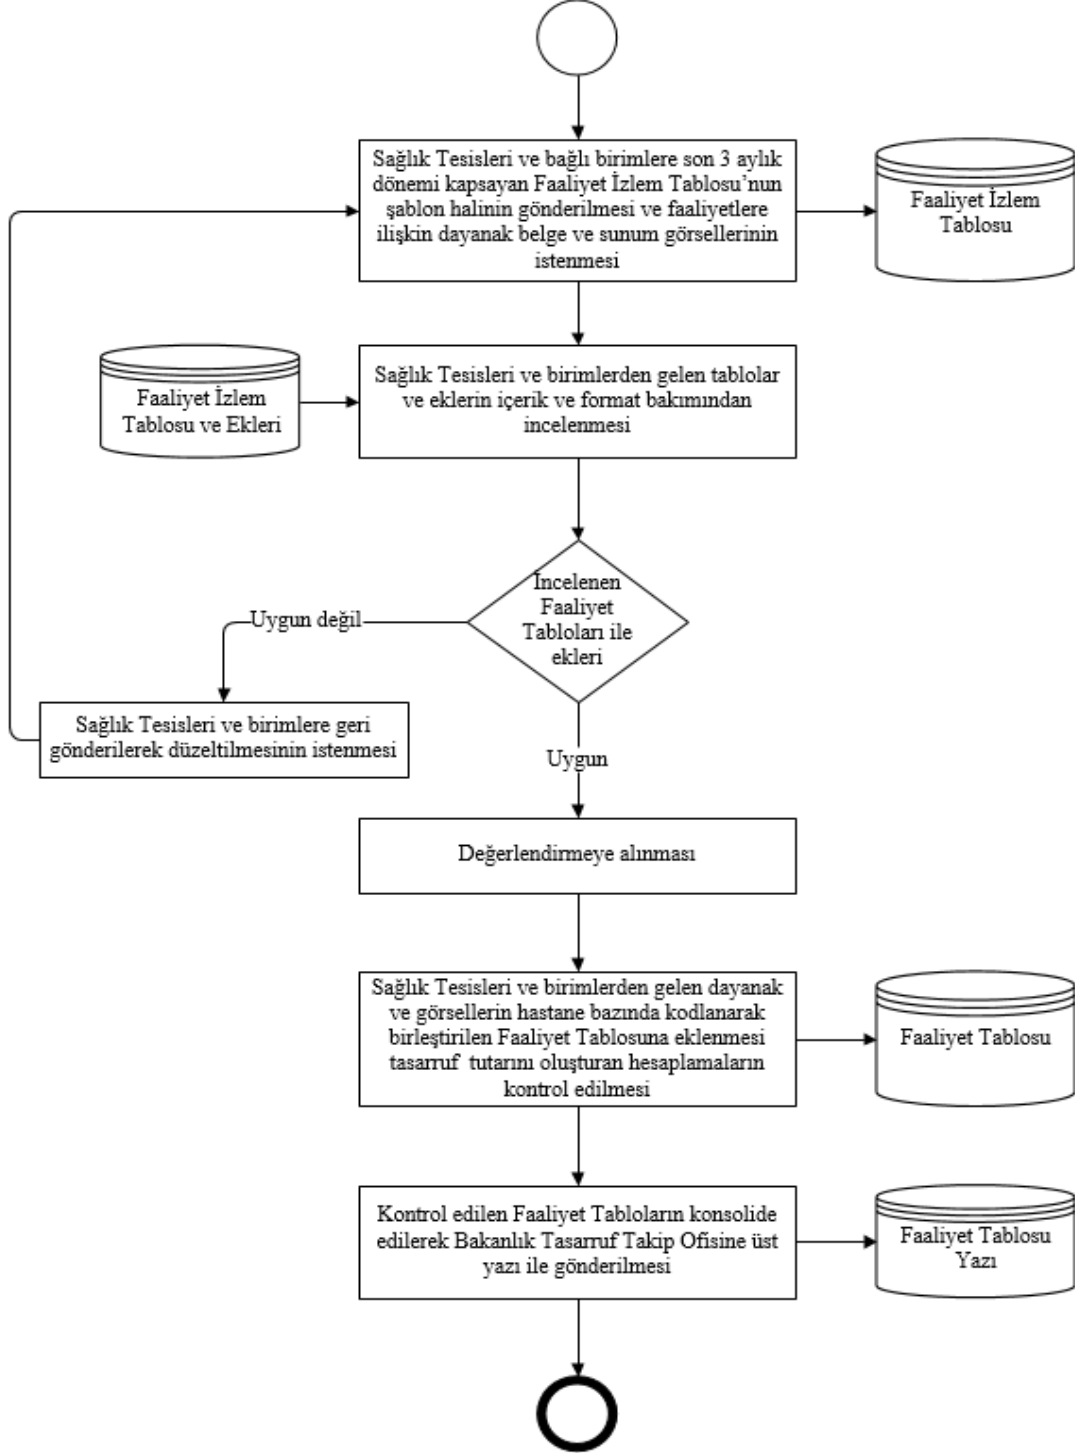 Sağlık Tesisleri ve bağlı birimlere son 3 aylık
dönemi kapsayan Faaliyet İzlem Tablosu’nun
şablon halinin gönderilmesi ve faaliyetlere
ilişkin dayanak belge ve sunum görsellerinin
istenmesi
Faaliyet İzlem
Tablosu
Faaliyet İzlem
Tablosu ve Ekleri
Sağlık Tesisleri ve birimlerden gelen tablolar
ve eklerin içerik ve format bakımından
incelenmesi
İncelenen
Faaliyet
Tabloları ile
ekleri
Uygun değil
Sağlık Tesisleri ve birimlere geri
gönderilerek düzeltilmesinin istenmesi
Uygun
Değerlendirmeye alınması
Sağlık Tesisleri ve birimlerden gelen dayanak
ve görsellerin hastane bazında kodlanarak
birleştirilen Faaliyet Tablosuna eklenmesi
tasarruf  tutarını oluşturan hesaplamaların
kontrol edilmesi
Faaliyet Tablosu
Kontrol edilen Faaliyet Tabloların konsolide
edilerek Bakanlık Tasarruf Takip Ofisine üst
yazı ile gönderilmesi
Faaliyet Tablosu
Yazı